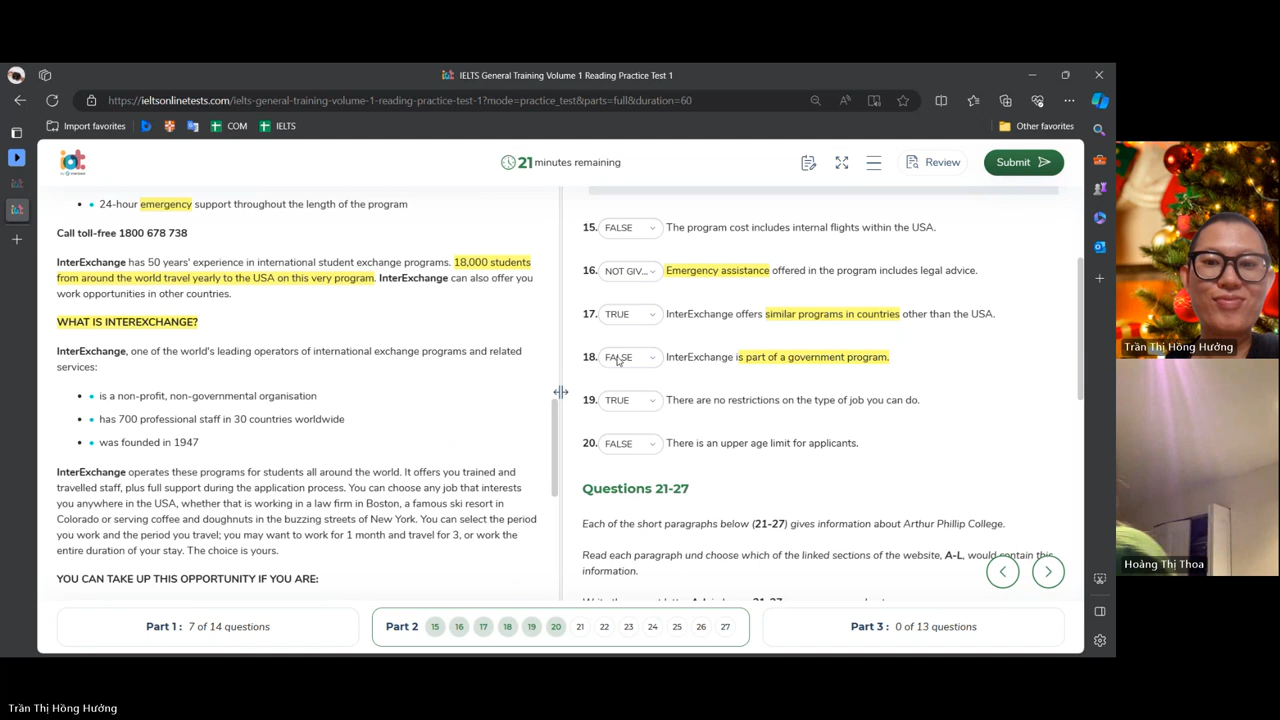 IELTS General Training Volume 1 Reading Practice Test 1
https://ieltsonlinetests.com/ielts-general-training-volume-1-reading-practice-test-1?mode=practice_test&parts=full&duration=60
Import favorites
COM
IELTS
Other favorites
iot
21 minutes remaining
Review
Submit
24-hour emergency support throughout the length of the program
Call toll-free 1800 678 738
InterExchange has 50 years' experience in international student exchange programs. 18,000 students
from around the world travel yearly to the USA on this very program. InterExchange can also offer you
work opportunities in other countries.
WHAT IS INTEREXCHANGE?
InterExchange, one of the world's leading operators of international exchange programs and related
services:
is a non-profit, non-governmental organisation
has 700 professional staff in 30 countries worldwide
was founded in 1947
InterExchange operates these programs for students all around the world. It offers you trained and
travelled staff, plus full support during the application process. You can choose any job that interests
you anywhere in the USA, whether that is working in a law firm in Boston, a famous ski resort in
Colorado or serving coffee and doughnuts in the buzzing streets of New York. You can select the period
you work and the period you travel; you may want to work for 1 month and travel for 3, or work the
entire duration of your stay. The choice is yours.
YOU CAN TAKE UP THIS OPPORTUNITY IF YOU ARE:
15. FALSE The program cost includes internal flights within the USA.
16. NOT GIV... Emergency assistance offered in the program includes legal advice.
17. TRUE InterExchange offers similar programs in countries other than the USA.
18. FALSE InterExchange is part of a government program.
19. TRUE There are no restrictions on the type of job you can do.
20. FALSE There is an upper age limit for applicants.
Questions 21-27
Each of the short paragraphs below (21-27) gives information about Arthur Phillip College.
Read each paragraph und choose which of the linked sections of the website, A-L, would contain this
information.
Part 1 : 7 of 14 questions
Part 2 15 16 17 18 19 20 21 22 23 24 25 26 27
Part 3 : 0 of 13 questions
Trần Thị Hồng Hưởng
Hoàng Thị Thoa
Trần Thị Hồng Hưởng